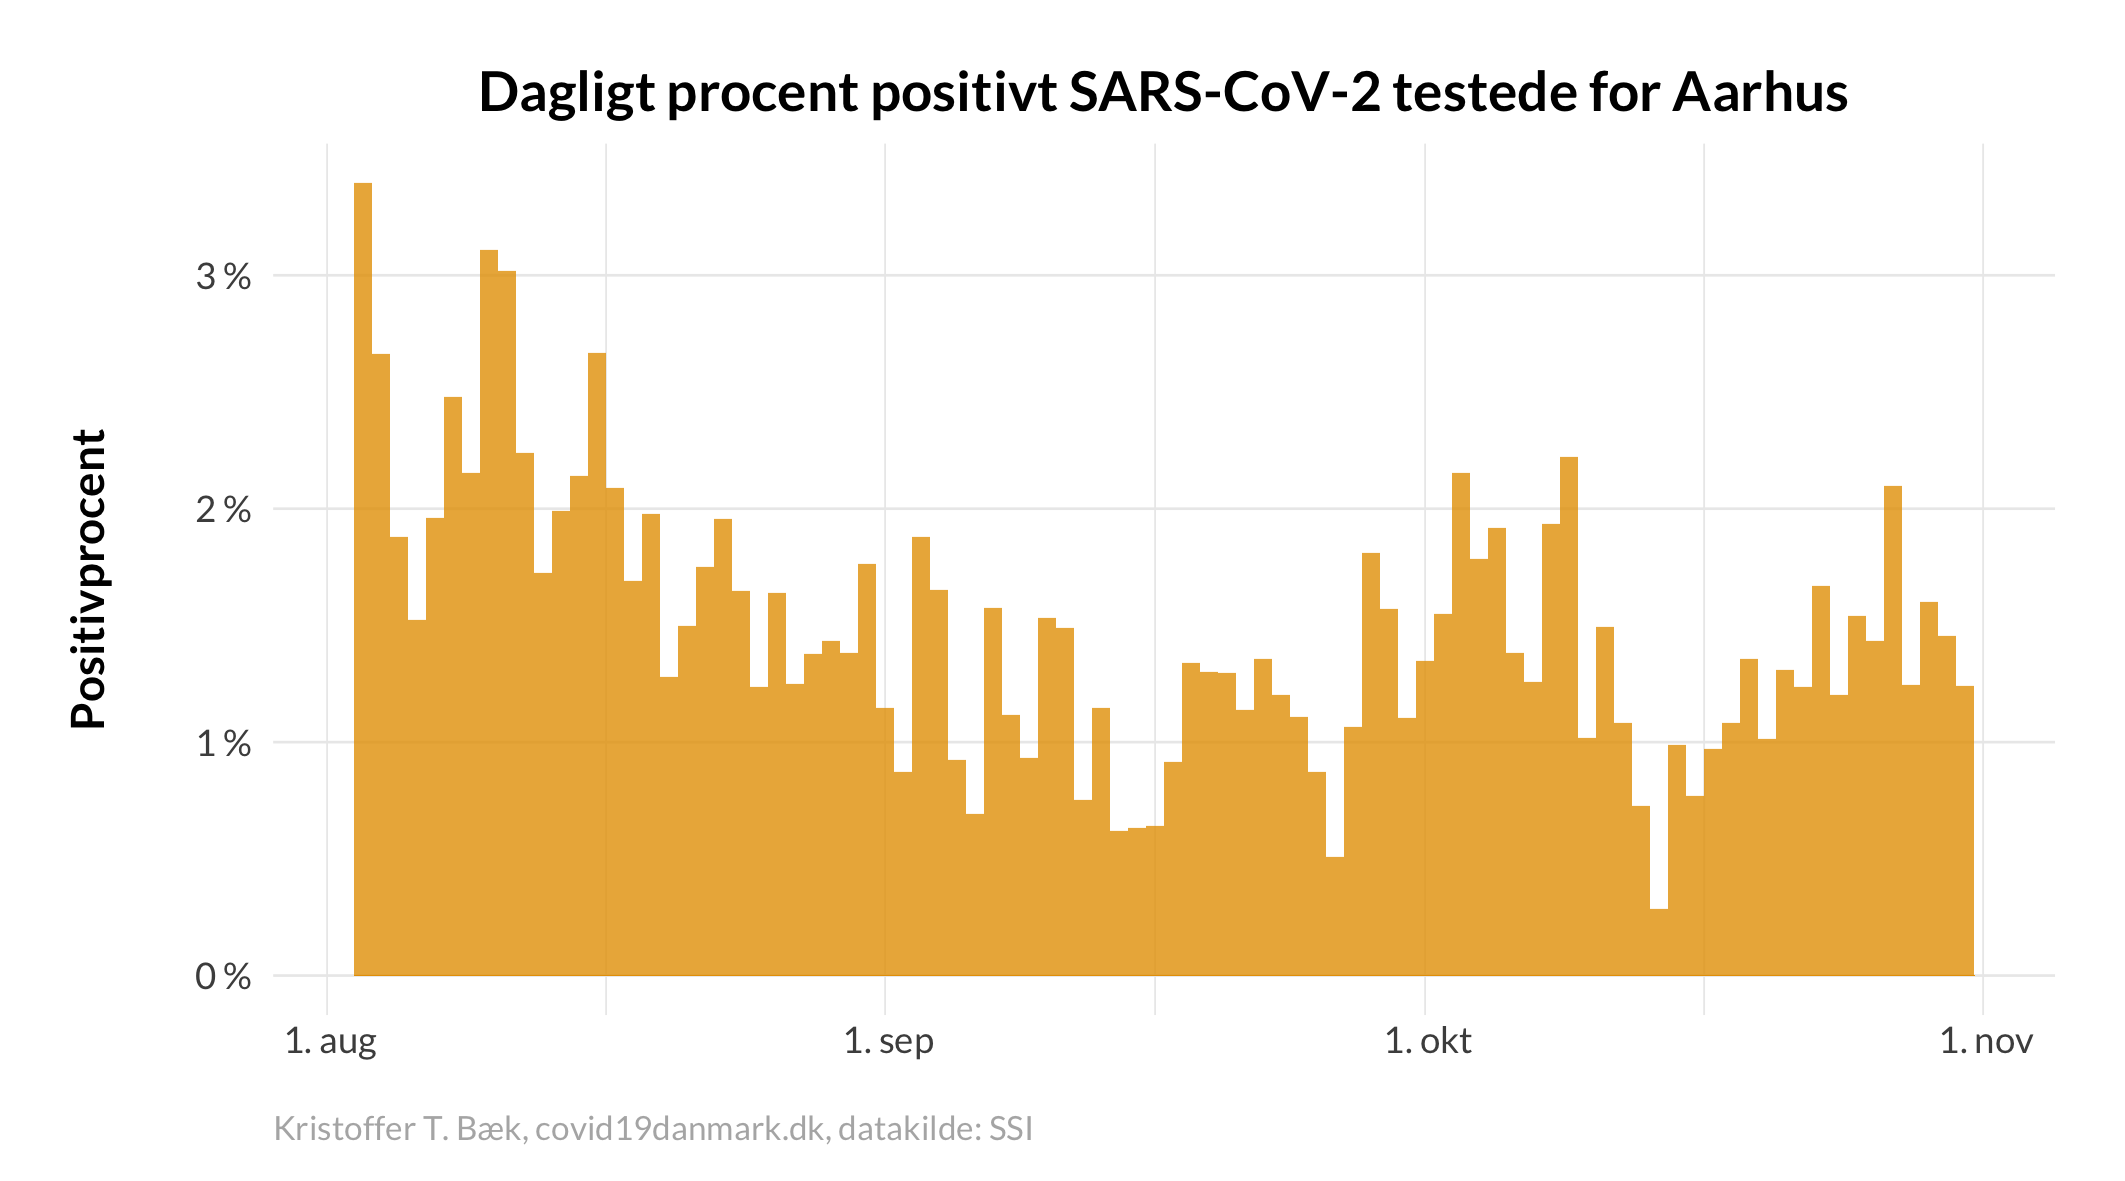 Dagligt procent positivt SARS-CoV-2 testede for Aarhus
Positivprocent
3 %
2 %
1 %
0 %
1. aug
1. sep
1. okt
1. nov
Kristoffer T. Bæk, covid19danmark.dk, datakilde: SSI